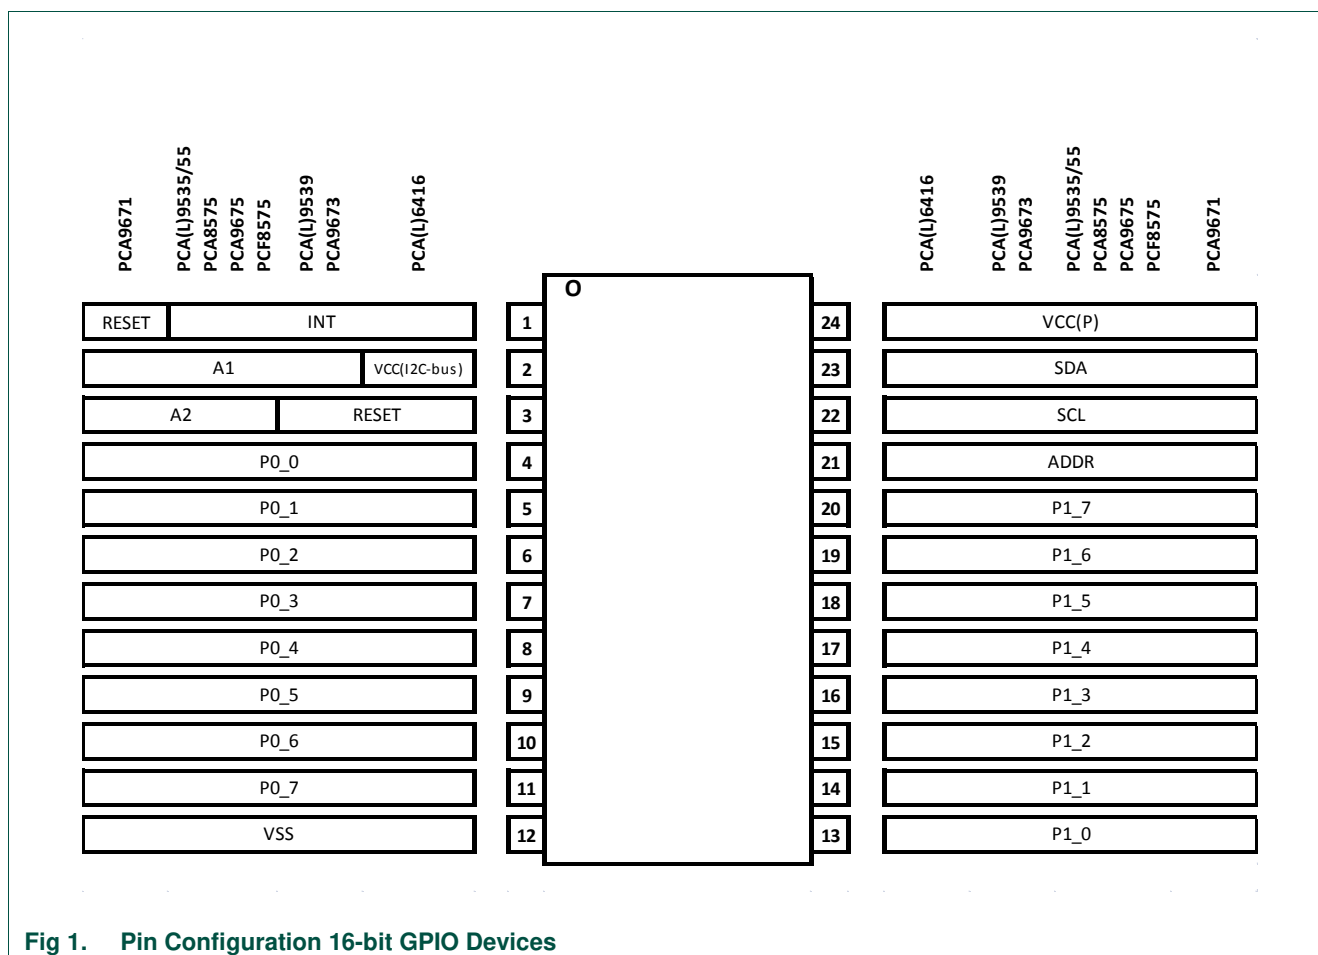 PCA9671
PCA(L)9535/55
PCA8575
PCA9675
PCF8575
PCA(L)9539
PCA9673
PCA(L)6416
PCA(L)6416
PCA(L)9539
PCA9673
PCA(L)9535/55
PCA8575
PCA9675
PCF8575
PCA9671
O
RESET INT 1 24 VCC(P)
A1 VCC(I2C-bus) 2 23 SDA
A2 RESET 3 22 SCL
P0_0 4 21 ADDR
P0_1 5 20 P1_7
P0_2 6 19 P1_6
P0_3 7 18 P1_5
P0_4 8 17 P1_4
P0_5 9 16 P1_3
P0_6 10 15 P1_2
P0_7 11 14 P1_1
VSS 12 13 P1_0
Fig 1. Pin Configuration 16-bit GPIO Devices